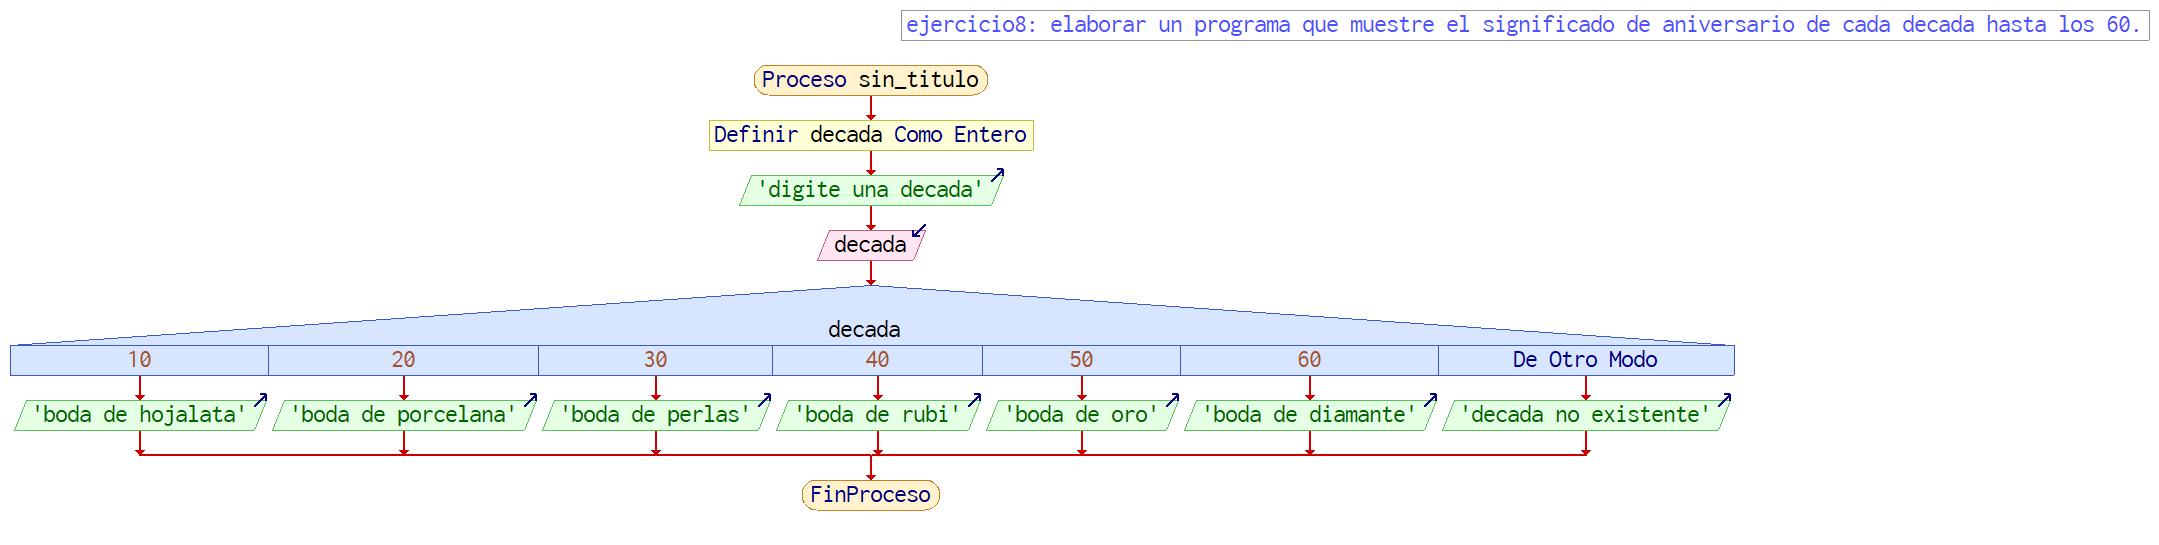 ejercicio8: elaborar un programa que muestre el significado de aniversario de cada decada hasta los 60.
Proceso sin_titulo
Definir decada Como Entero
'digite una decada'
decada
decada
10 20 30 40 50 60 De Otro Modo
'boda de hojalata' 'boda de porcelana' 'boda de perlas' 'boda de rubi' 'boda de oro' 'boda de diamante' 'decada no existente'
FinProceso